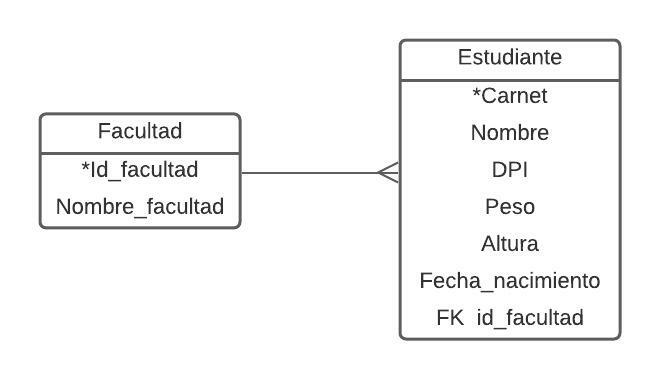 Facultad
*Id_facultad
Nombre_facultad
Estudiante
*Carnet
Nombre
DPI
Peso
Altura
Fecha_nacimiento
FK id_facultad